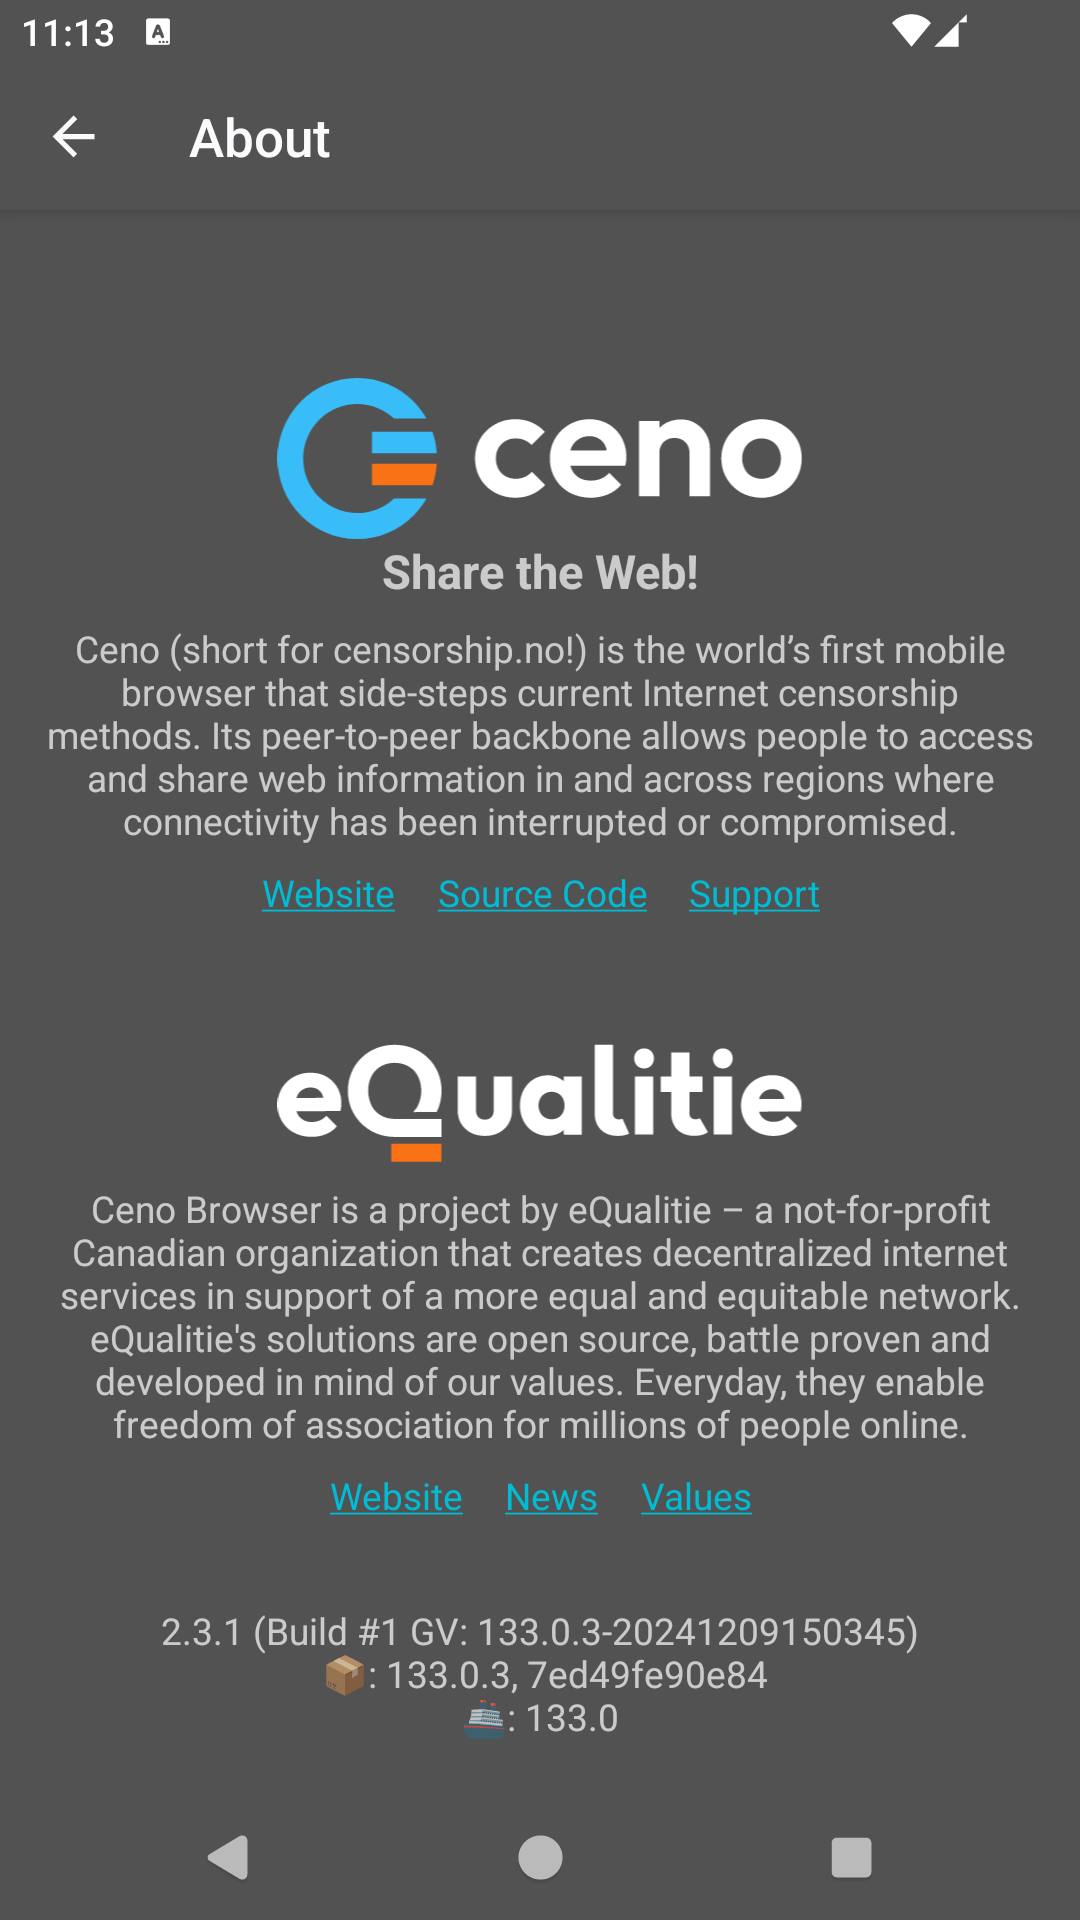 11:13
About
ceno
Share the Web!
Ceno (short for censorship.no!) is the world’s first mobile
browser that side-steps current Internet censorship
methods. Its peer-to-peer backbone allows people to access
and share web information in and across regions where
connectivity has been interrupted or compromised.
Website Source Code Support
eQualitie
Ceno Browser is a project by eQualitie – a not-for-profit
Canadian organization that creates decentralized internet
services in support of a more equal and equitable network.
eQualitie's solutions are open source, battle proven and
developed in mind of our values. Everyday, they enable
freedom of association for millions of people online.
Website News Values
2.3.1 (Build #1 GV: 133.0.3-20241209150345)
📦: 133.0.3, 7ed49fe90e84
🚢: 133.0